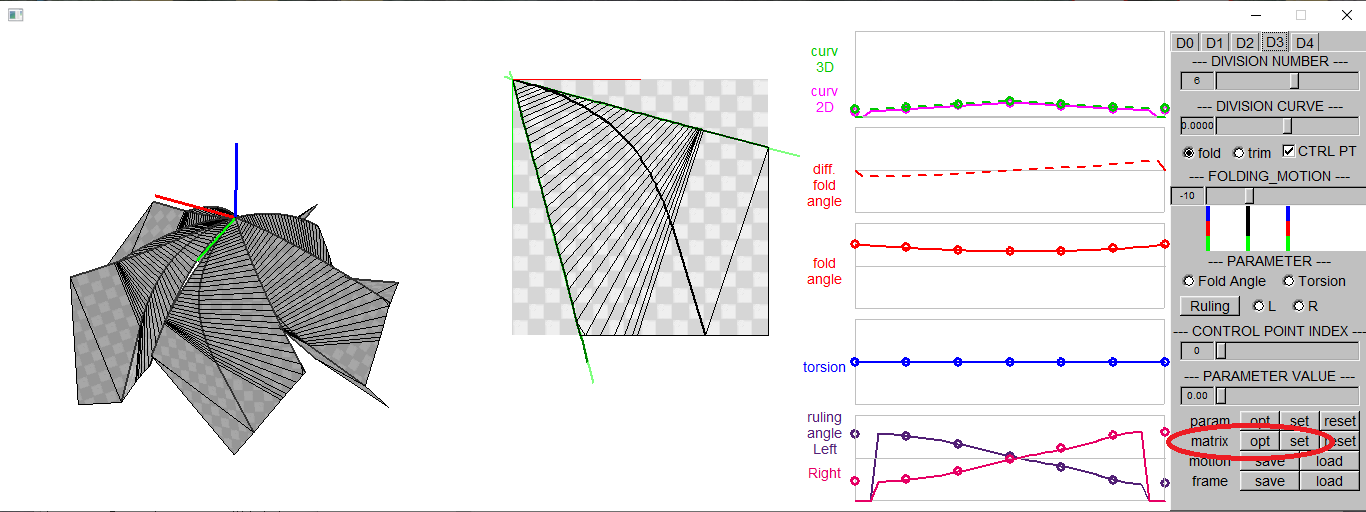 curv
3D
curv
2D
diff.
fold
angle
fold
angle
torsion
ruling
angle
Left
Right
D0 D1 D2 D3 D4
--- DIVISION NUMBER ---
6
--- DIVISION CURVE ---
0.0000
fold trim CTRL PT
--- FOLDING_MOTION ---
-10
--- PARAMETER ---
Fold Angle Torsion
Ruling L R
--- CONTROL POINT INDEX ---
0
--- PARAMETER VALUE ---
0.00
param opt set reset
matrix opt set reset
motion save load
frame save load